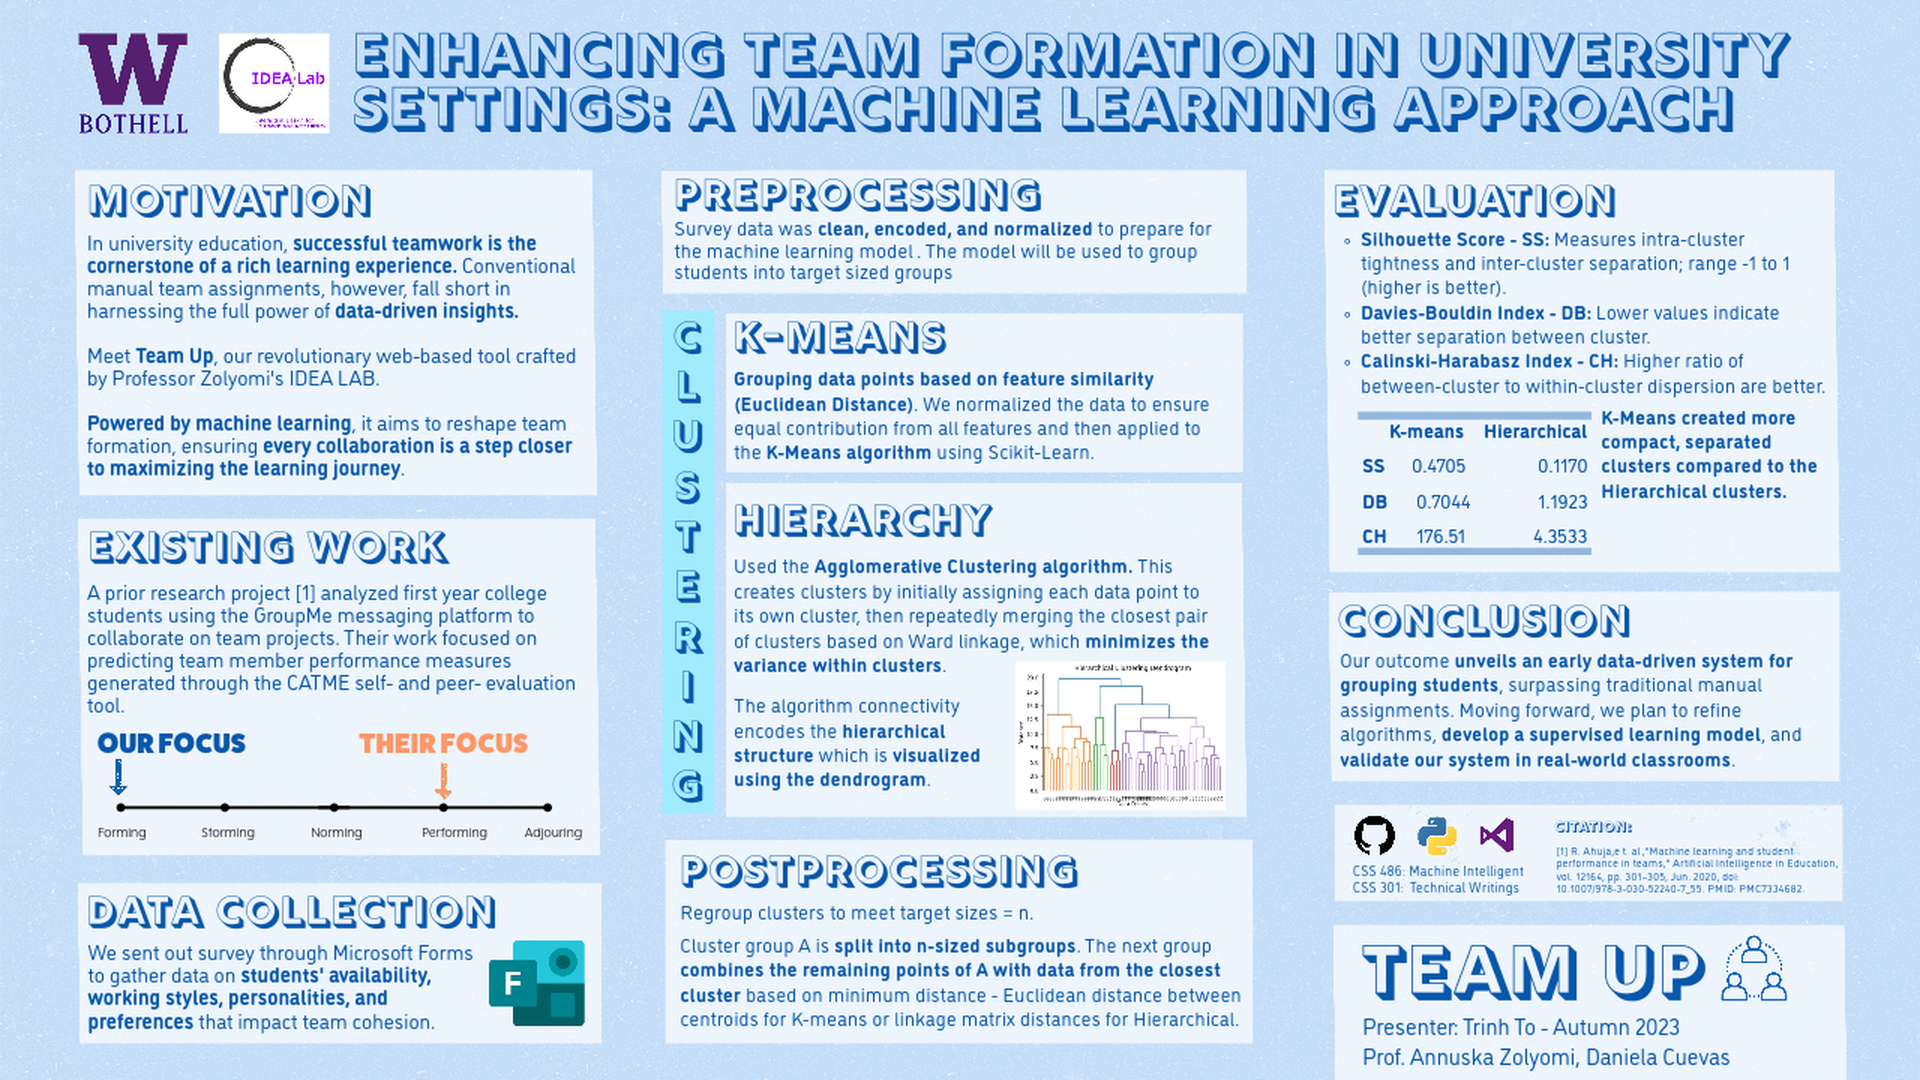 W
BOTHELL
IDEA Lab
ENHANCING TEAM FORMATION IN UNIVERSITY
SETTINGS: A MACHINE LEARNING APPROACH
MOTIVATION
In university education, successful teamwork is the
cornerstone of a rich learning experience. Conventional
manual team assignments, however, fall short in
harnessing the full power of data-driven insights.
Meet Team Up, our revolutionary web-based tool crafted
by Professor Zolyomi's IDEA LAB.
Powered by machine learning, it aims to reshape team
formation, ensuring every collaboration is a step closer
to maximizing the learning journey.
EXISTING WORK
A prior research project [1] analyzed first year college
students using the GroupMe messaging platform to
collaborate on team projects. Their work focused on
predicting team member performance measures
generated through the CATME self- and peer- evaluation
tool.
OUR FOCUS THEIR FOCUS
Forming Storming Norming Performing Adjouring
DATA COLLECTION
We sent out survey through Microsoft Forms
to gather data on students' availability,
working styles, personalities, and
preferences that impact team cohesion.
F
PREPROCESSING
Survey data was clean, encoded, and normalized to prepare for
the machine learning model . The model will be used to group
students into target sized groups
CLUSTERING
K-MEANS
Grouping data points based on feature similarity
(Euclidean Distance). We normalized the data to ensure
equal contribution from all features and then applied to
the K-Means algorithm using Scikit-Learn.
HIERARCHY
Used the Agglomerative Clustering algorithm. This
creates clusters by initially assigning each data point to
its own cluster, then repeatedly merging the closest pair
of clusters based on Ward linkage, which minimizes the
variance within clusters.
The algorithm connectivity
encodes the hierarchical
structure which is visualized
using the dendrogram.
Hierarchical Clustering Dendrogram
POSTPROCESSING
Regroup clusters to meet target sizes = n.
Cluster group A is split into n-sized subgroups. The next group
combines the remaining points of A with data from the closest
cluster based on minimum distance - Euclidean distance between
centroids for K-means or linkage matrix distances for Hierarchical.
EVALUATION
Silhouette Score - SS: Measures intra-cluster
tightness and inter-cluster separation; range -1 to 1
(higher is better).
Davies-Bouldin Index - DB: Lower values indicate
better separation between cluster.
Calinski-Harabasz Index - CH: Higher ratio of
between-cluster to within-cluster dispersion are better.
K-means Hierarchical
SS 0.4705 0.1170
DB 0.7044 1.1923
CH 176.51 4.3533
K-Means created more
compact, separated
clusters compared to the
Hierarchical clusters.
CONCLUSION
Our outcome unveils an early data-driven system for
grouping students, surpassing traditional manual
assignments. Moving forward, we plan to refine
algorithms, develop a supervised learning model, and
validate our system in real-world classrooms.
CSS 486: Machine Intelligent
CSS 301: Technical Writings
CITATION:
[1] R. Ahuja,e t. al ,"Machine learning and student
performance in teams," Artificial Intelligence in Education,
vol. 12164, pp. 301–305, Jun. 2020, doi:
10.1007/978-3-030-52240-7_55. PMID: PMC7334682.
TEAM UP
Presenter: Trinh To - Autumn 2023
Prof. Annuska Zolyomi, Daniela Cuevas